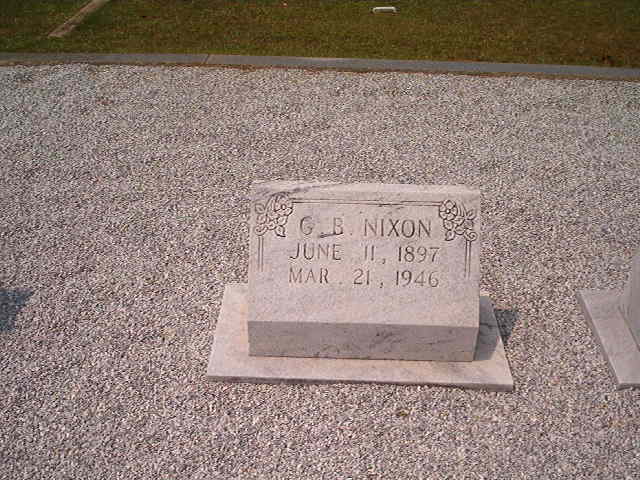 G. B. NIXON
JUNE 11, 1897
MAR. 21, 1946